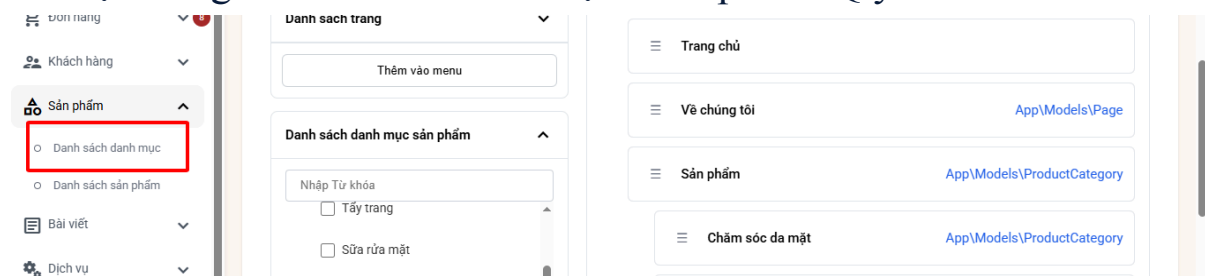 Đơn hàng
8
Khách hàng
Sản phẩm
Danh sách danh mục
Danh sách sản phẩm
Bài viết
Dịch vụ
Danh sách trang
Thêm vào menu
Danh sách danh mục sản phẩm
Nhập Từ khóa
Tẩy trang
Sữa rửa mặt
Trang chủ
Về chúng tôi
App\Models\Page
Sản phẩm
App\Models\ProductCategory
Chăm sóc da mặt
App\Models\ProductCategory